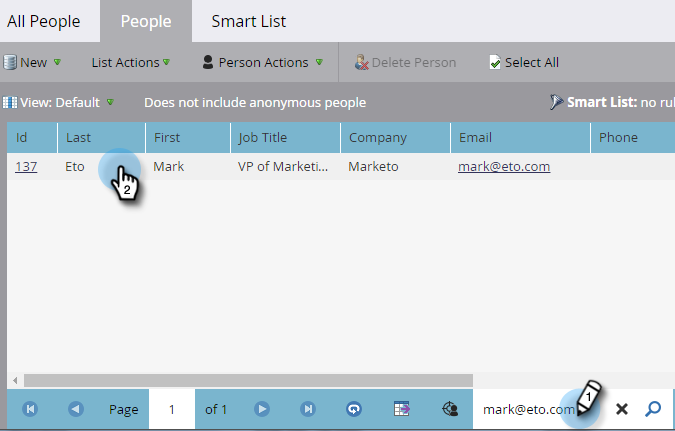 All People People Smart List
New List Actions Person Actions Delete Person Select All
View: Default Does not include anonymous people Smart List: no rul
Id Last First Job Title Company Email Phone
137 Eto Mark VP of Marketi... Marketo mark@eto.com
2
Page 1 of 1 mark@eto.com 1